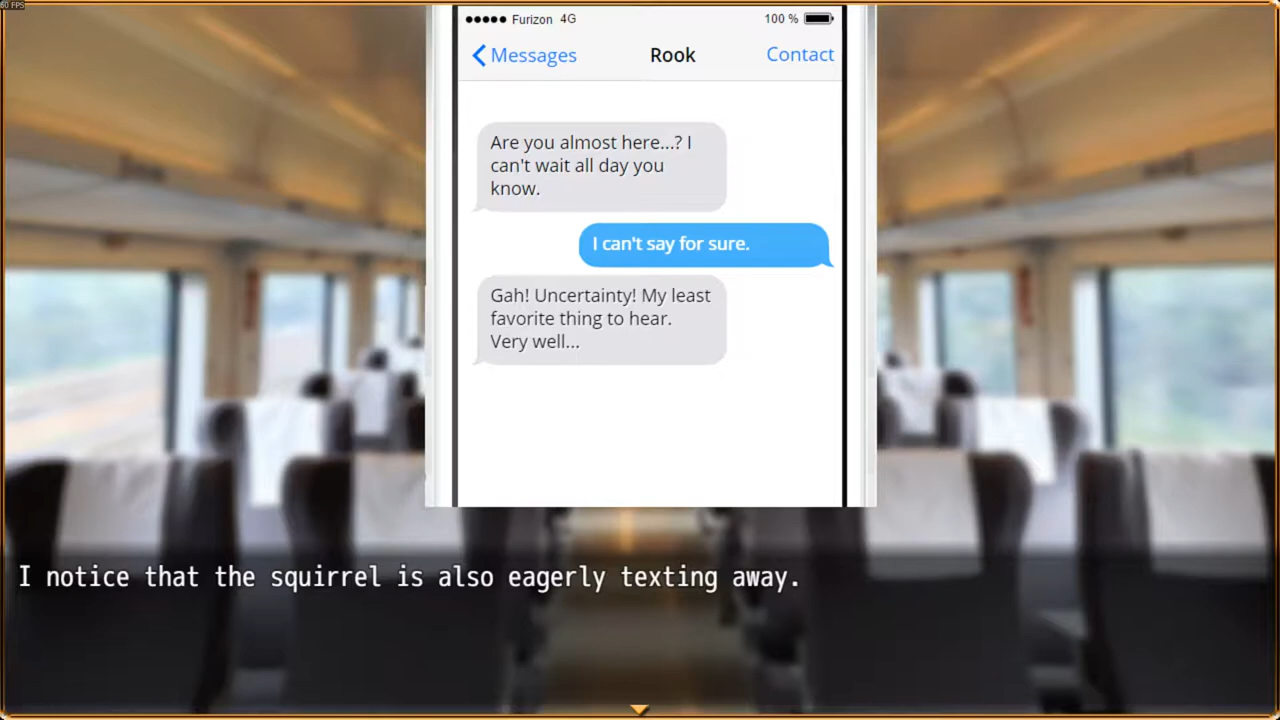 60 FPS
●●●●● Furizon 4G 100 %
Messages Rook Contact
Are you almost here...? I
can't wait all day you
know.
I can't say for sure.
Gah! Uncertainty! My least
favorite thing to hear.
Very well...
I notice that the squirrel is also eagerly texting away.